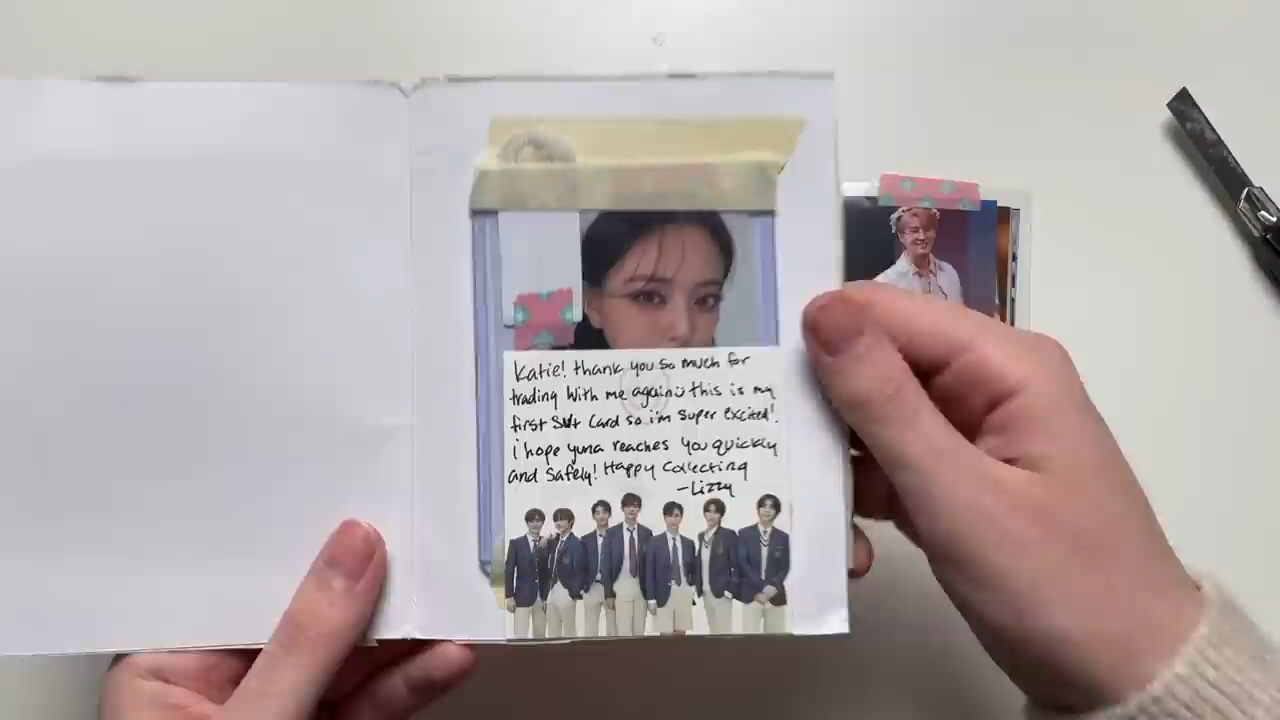 Katie! thank you so much for
trading With me again this is my
first Card so i'm super excited!
i hope yuna reaches you quickly
and Safely! Happy Collecting
-Lizzy